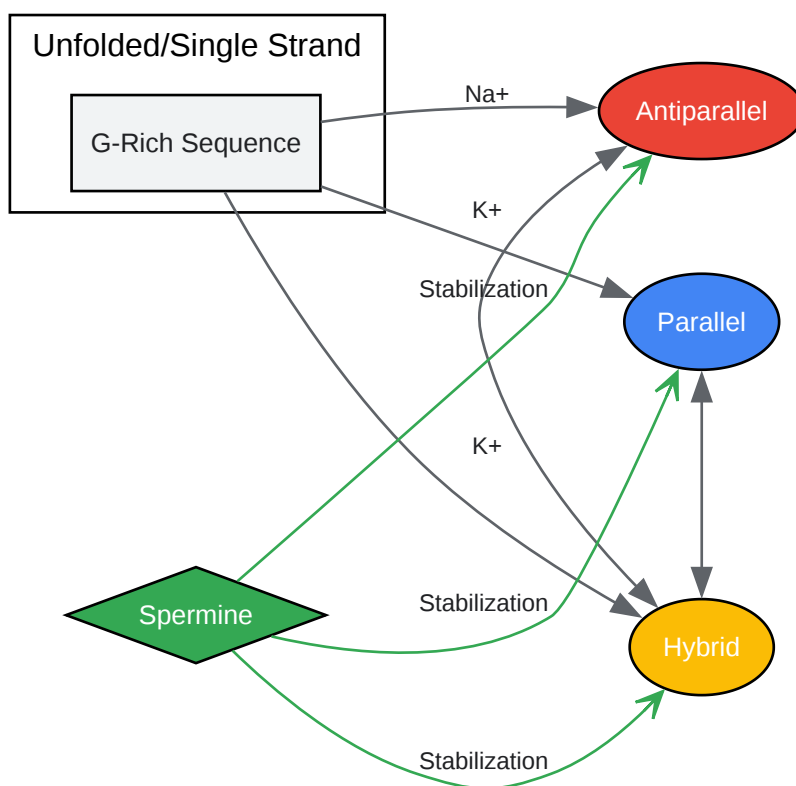 Unfolded/Single Strand
G-Rich Sequence
Na+
Antiparallel
K+
Stabilization
Parallel
K+
Spermine
Stabilization
Hybrid
Stabilization